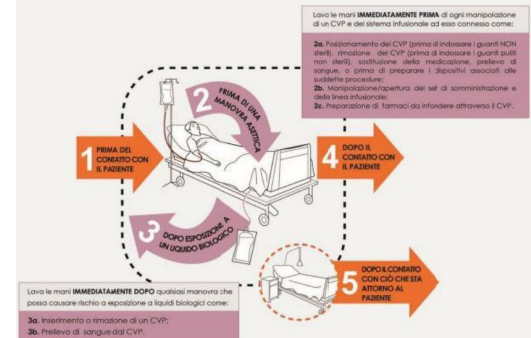 Lava le mani IMMEDIATAMENTE PRIMA di ogni manipolazione
di un CVP e del sistema infusionale ad esso connesso come:
2a. Posizionamento del CVP (prima di indossare i guanti NON
sterili), rimozione del CVP (prima di indossare i guanti puliti
non sterili), sostituzione della medicazione, prelievo di
sangue, o prima di preparare i dispositivi associati alle
suddette procedure;
2b. Manipolazione/apertura del set di somministrazione e
della linea infusionale;
2c. Preparazione di farmaci da infondere attraverso il CVP.
2
PRIMA DI UNA
MANOVRA ASETTICA
1
PRIMA DEL
CONTATTO CON
IL PAZIENTE
4
DOPO IL
CONTATTO CON
IL PAZIENTE
3
DOPO ESPOSIZIONE A
UN LIQUIDO BIOLOGICO
5
DOPO IL CONTATTO
CON CIÒ CHE STA
ATTORNO AL
PAZIENTE
Lava le mani IMMEDIATAMENTE DOPO qualsiasi manovra che
possa causare rischio a esposizione a liquidi biologici come:
3a. Inserimento o rimozione di un CVP;
3b. Prelievo di sangue dal CVP.